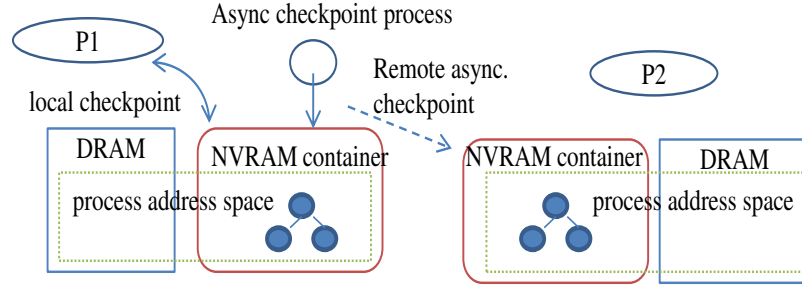 Async checkpoint process
P1
Remote async.
checkpoint
P2
local checkpoint
DRAM
NVRAM container
process address space
NVRAM container
DRAM
process address space